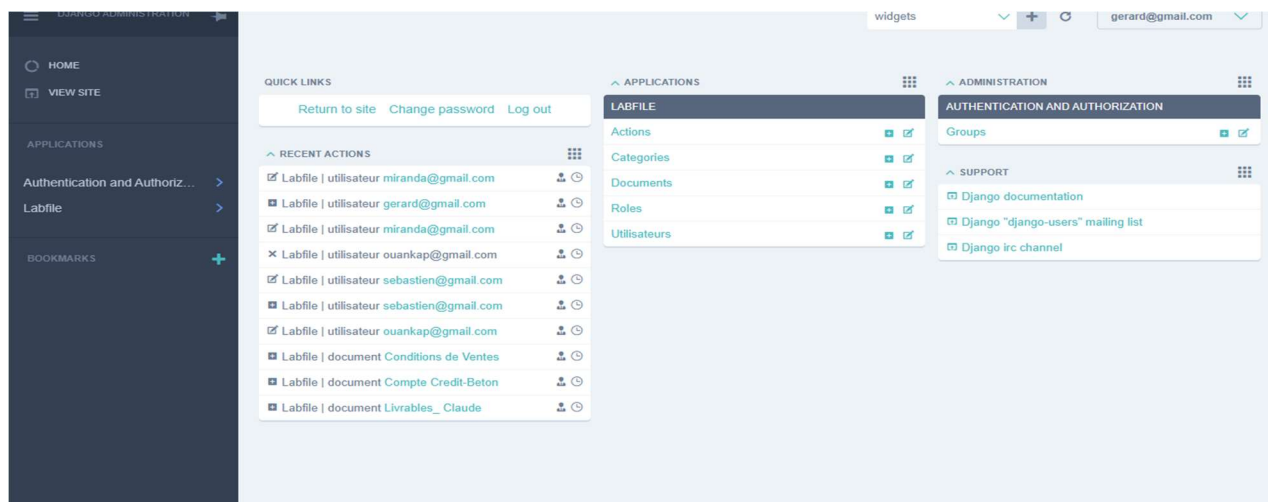 DJANGO ADMINISTRATION
widgets
gerard@gmail.com
HOME
VIEW SITE
APPLICATIONS
Authentication and Authoriz...
Labfile
BOOKMARKS
QUICK LINKS
Return to site Change password Log out
RECENT ACTIONS
Labfile | utilisateur miranda@gmail.com
Labfile | utilisateur gerard@gmail.com
Labfile | utilisateur miranda@gmail.com
Labfile | utilisateur ouankap@gmail.com
Labfile | utilisateur sebastien@gmail.com
Labfile | utilisateur sebastien@gmail.com
Labfile | utilisateur ouankap@gmail.com
Labfile | document Conditions de Ventes
Labfile | document Compte Credit-Beton
Labfile | document Livrables_ Claude
APPLICATIONS
LABFILE
Actions
Categories
Documents
Roles
Utilisateurs
ADMINISTRATION
AUTHENTICATION AND AUTHORIZATION
Groups
SUPPORT
Django documentation
Django "django-users" mailing list
Django irc channel